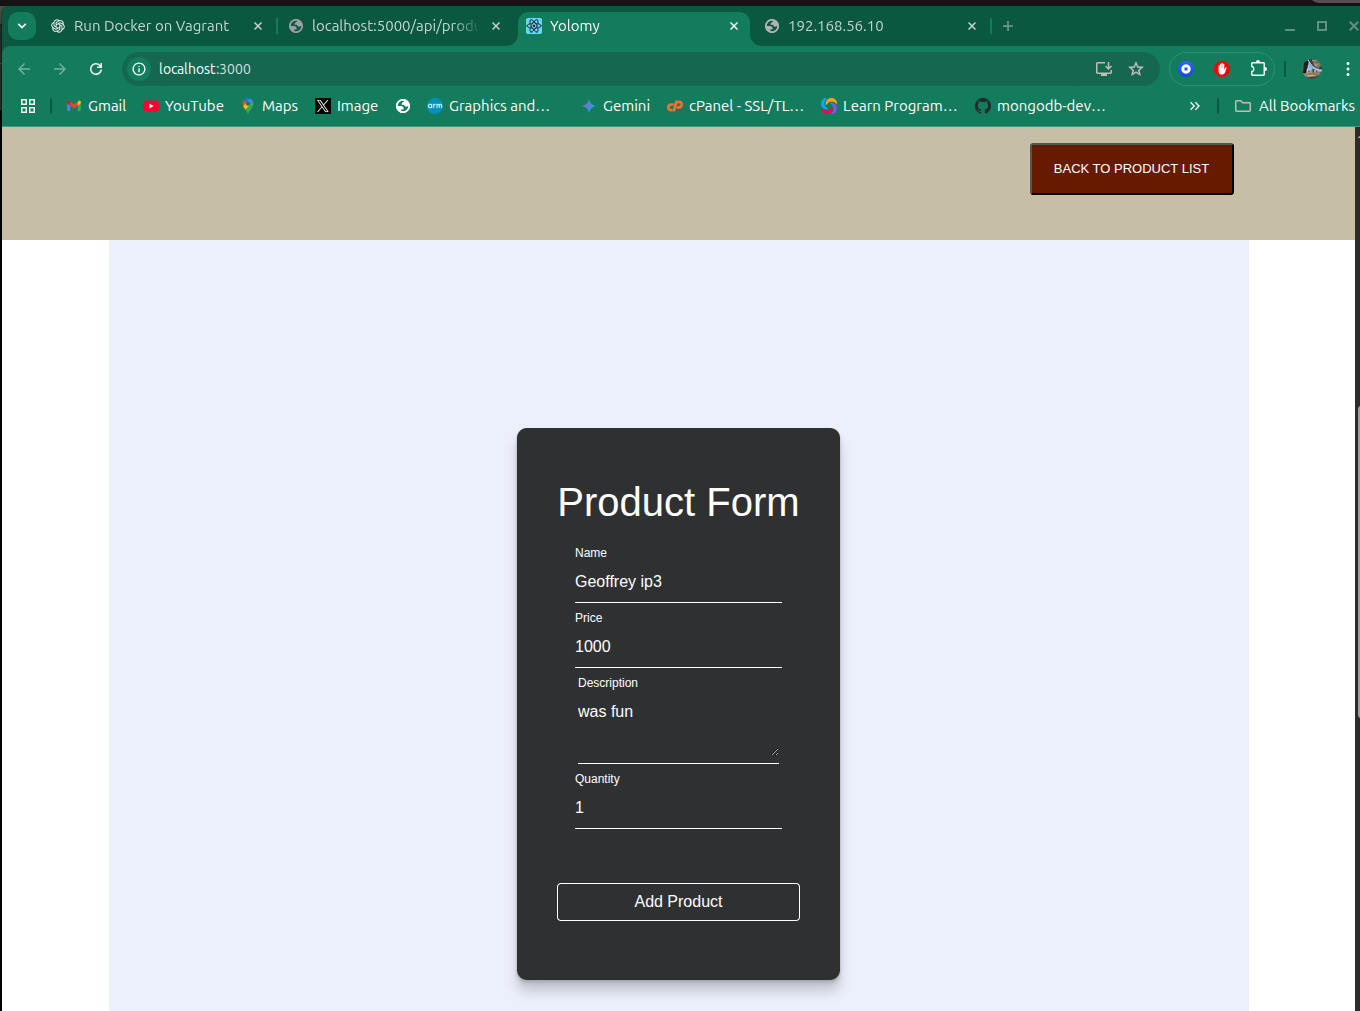 Run Docker on Vagrant
localhost:5000/api/produ
Yolomy
192.168.56.10
localhost:3000
Gmail
YouTube
Maps
X Image
orm Graphics and...
Gemini
cP cPanel - SSL/TL...
Learn Program...
mongodb-dev...
All Bookmarks
BACK TO PRODUCT LIST
Product Form
Name
Geoffrey ip3
Price
1000
Description
was fun
Quantity
1
Add Product